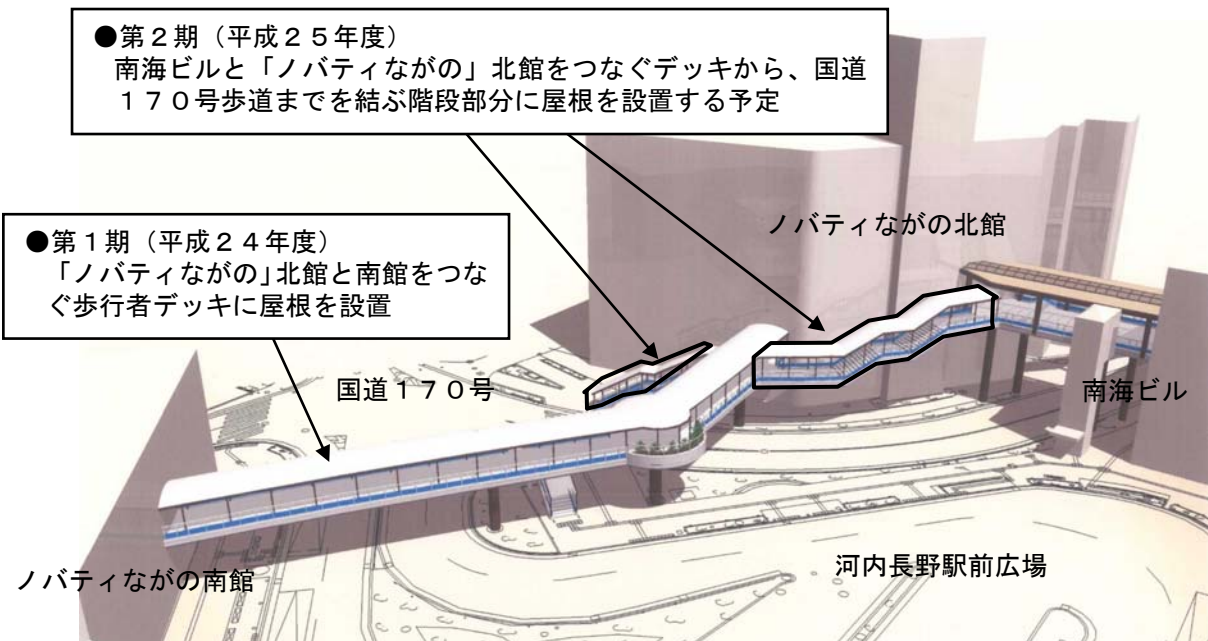 ●第２期（平成２５年度）
南海ビルと「ノバティながの」北館をつなぐデッキから、国道
１７０号歩道までを結ぶ階段部分に屋根を設置する予定
ノバティながの北館
●第１期（平成２４年度）
「ノバティながの」北館と南館をつな
ぐ歩行者デッキに屋根を設置
国道１７０号
南海ビル
河内長野駅前広場
ノバティながの南館